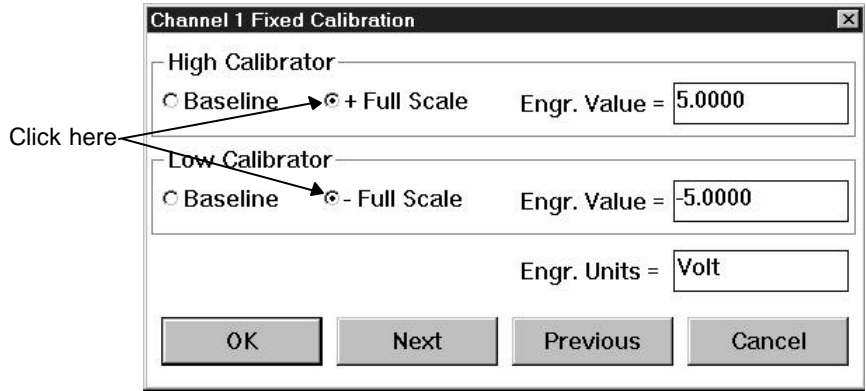 Channel 1 Fixed Calibration
High Calibrator
Baseline + Full Scale Engr. Value = 5.0000
Click here
Low Calibrator
Baseline - Full Scale Engr. Value = -5.0000
Engr. Units = Volt
OK Next Previous Cancel